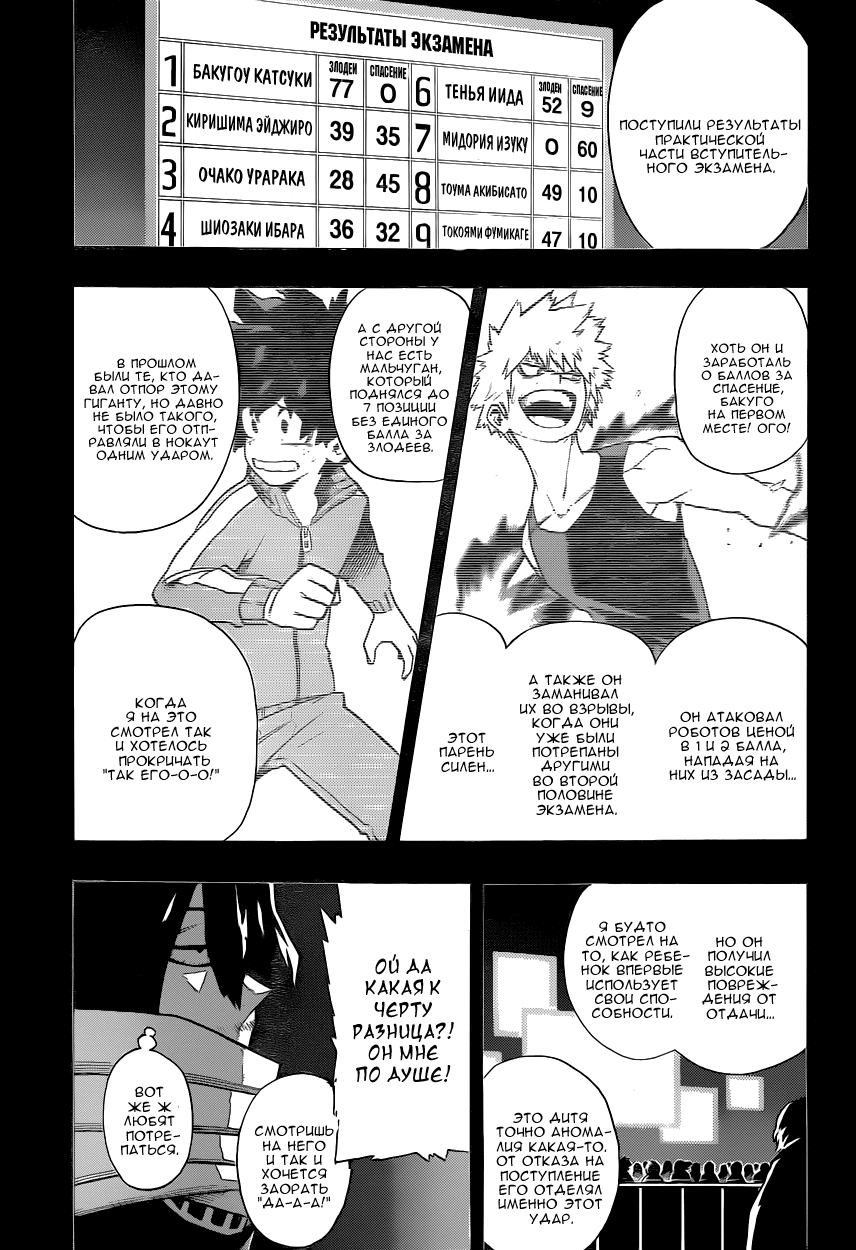 РЕЗУЛЬТАТЫ ЭКЗАМЕНА
ЗЛОДЕИ СПАСЕНИЕ ЗЛОДЕИ СПАСЕНИЕ
1 БАКУГОУ КАТСУКИ 77 0 6 ТЕНЬЯ ИИДА 52 9
2 КИРИШИМА ЭЙДЖИРО 39 35 7 МИДОРИЯ ИЗУКУ 0 60
3 ОЧАКО УРАРАКА 28 45 8 ТОУМА АКИБИСАТО 49 10
4 ШИОЗАКИ ИБАРА 36 32 9 ТОКОЯМИ ФУМИКАГЕ 47 10
ПОСТУПИЛИ РЕЗУЛЬТАТЫ
ПРАКТИЧЕСКОЙ
ЧАСТИ ВСТУПИТЕЛЬ-
НОГО ЭКЗАМЕНА.
ХОТЬ ОН И
ЗАРАБОТАЛЬ
0 БАЛЛОВ ЗА
СПАСЕНИЕ,
БАКУГО
НА ПЕРВОМ
МЕСТЕ! ОГО!
ОН АТАКОВАЛ
РОБОТОВ ЦЕНОЙ
В 1 И 2 БАЛЛА,
НАПАДАЯ НА
НИХ ИЗ ЗАСАДЫ...
А ТАКЖЕ ОН
ЗАМАНИВАЛ
ИХ ВО ВЗРЫВЫ,
КОГДА ОНИ
УЖЕ БЫЛИ
ПОТРЕПАНЫ
ДРУГИМИ
ВО ВТОРОЙ
ПОЛОВИНЕ
ЭКЗАМЕНА.
ЭТОТ
ПАРЕНЬ
СИЛЕН...
А С ДРУГОЙ
СТОРОНЫ У
НАС ЕСТЬ
МАЛЬЧУГАН,
КОТОРЫЙ
ПОДНЯЛСЯ ДО
7 ПОЗИЦИИ
БЕЗ ЕДИНОГО
БАЛЛА ЗА
ЗЛОДЕЕВ.
В ПРОШЛОМ
БЫЛИ ТЕ, КТО ДА-
ВАЛ ОТПОР ЭТОМУ
ГИГАНТУ, НО ДАВНО
НЕ БЫЛО ТАКОГО,
ЧТОБЫ ЕГО ОТП-
РАВЛЯЛИ В НОКАУТ
ОДНИМ УДАРОМ.
КОГДА
Я НА ЭТО
СМОТРЕЛ ТАК
И ХОТЕЛОСЬ
ПРОКРИЧАТЬ
"ТАК ЕГО-О-О!"
НО ОН
ПОЛУЧИЛ
ВЫСОКИЕ
ПОВРЕЖ-
ДЕНИЯ ОТ
ОТДАЧИ...
Я БУДТО
СМОТРЕЛ НА
ТО, КАК РЕБЕ-
НОК ВПЕРВЫЕ
ИСПОЛЬЗУЕТ
СВОИ СПО-
СОБНОСТИ.
ЭТО ДИТЯ
ТОЧНО АНОМА-
ЛИЯ КАКАЯ-ТО.
ОТ ОТКАЗА НА
ПОСТУПЛЕНИЕ
ЕГО ОТДЕЛЯЛ
ИМЕННО ЭТОТ
УДАР.
ОЙ ДА
КАКАЯ К
ЧЕРТУ
РАЗНИЦА?!
ОН МНЕ
ПО ДУШЕ!
СМОТРИШЬ
НА НЕГО
И ТАК И
ХОЧЕТСЯ
ЗАОРАТЬ
"ДА-А-А!"
ВОТ
ЖЕ Ж
ЛЮБЯТ
ПОТРЕ-
ПАТЬСЯ.